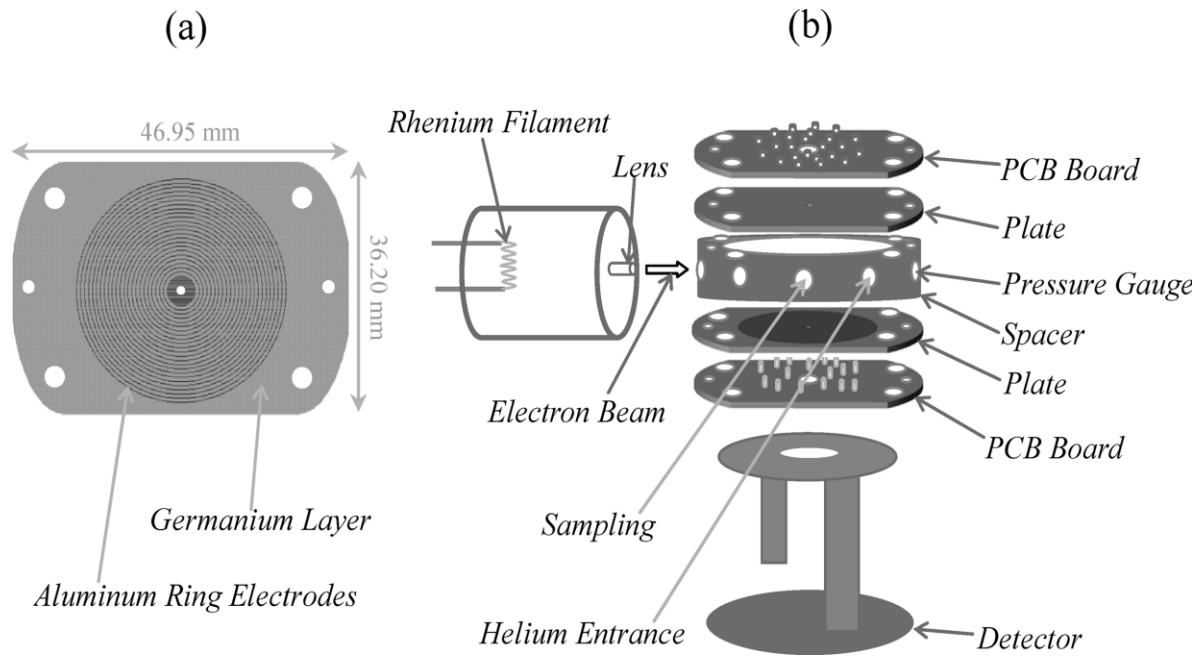 (a)
(b)
46.95 mm
36.20 mm
Germanium Layer
Aluminum Ring Electrodes
Rhenium Filament
Lens
Electron Beam
PCB Board
Plate
Pressure Gauge
Spacer
Plate
PCB Board
Sampling
Helium Entrance
Detector